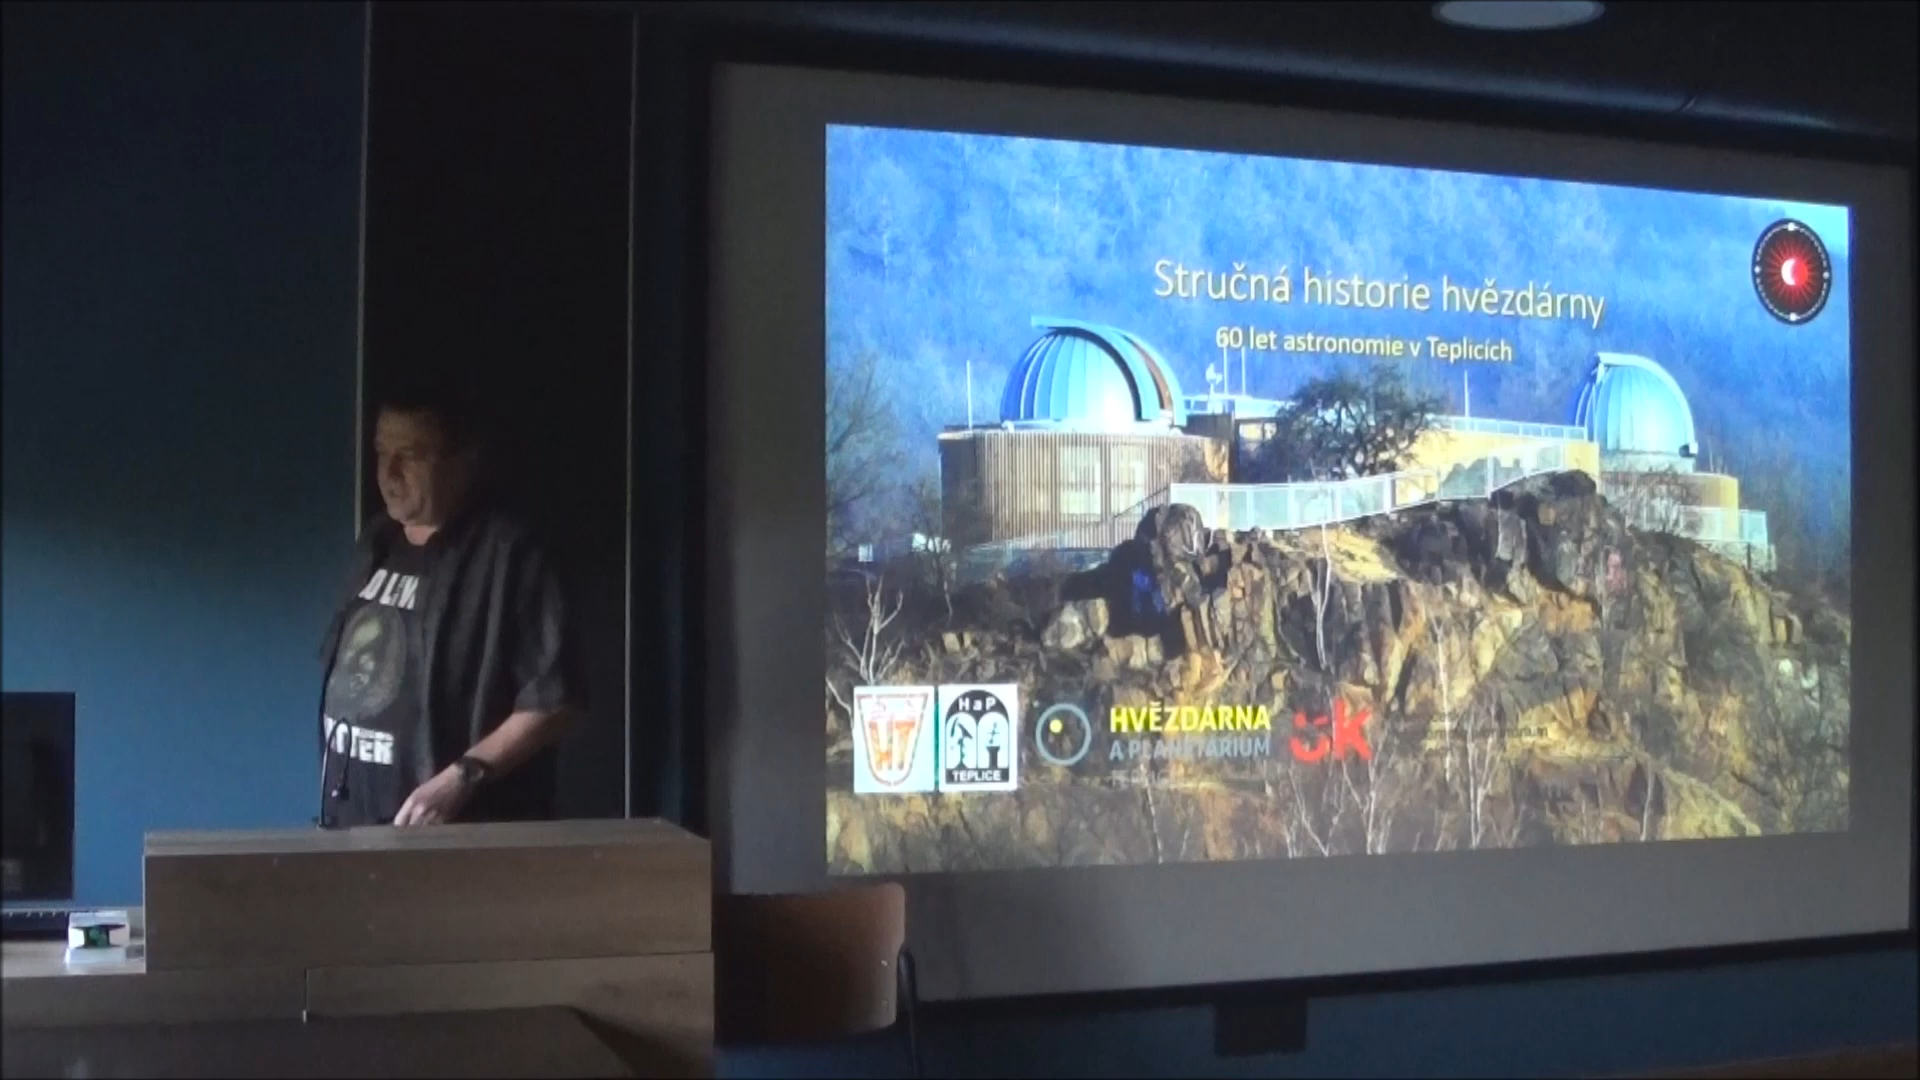 Stručná historie hvězdárny
60 let astronomie v Teplicích
HaP
TEPLICE
HVĚZDÁRNA
A PLANETÁRIUM